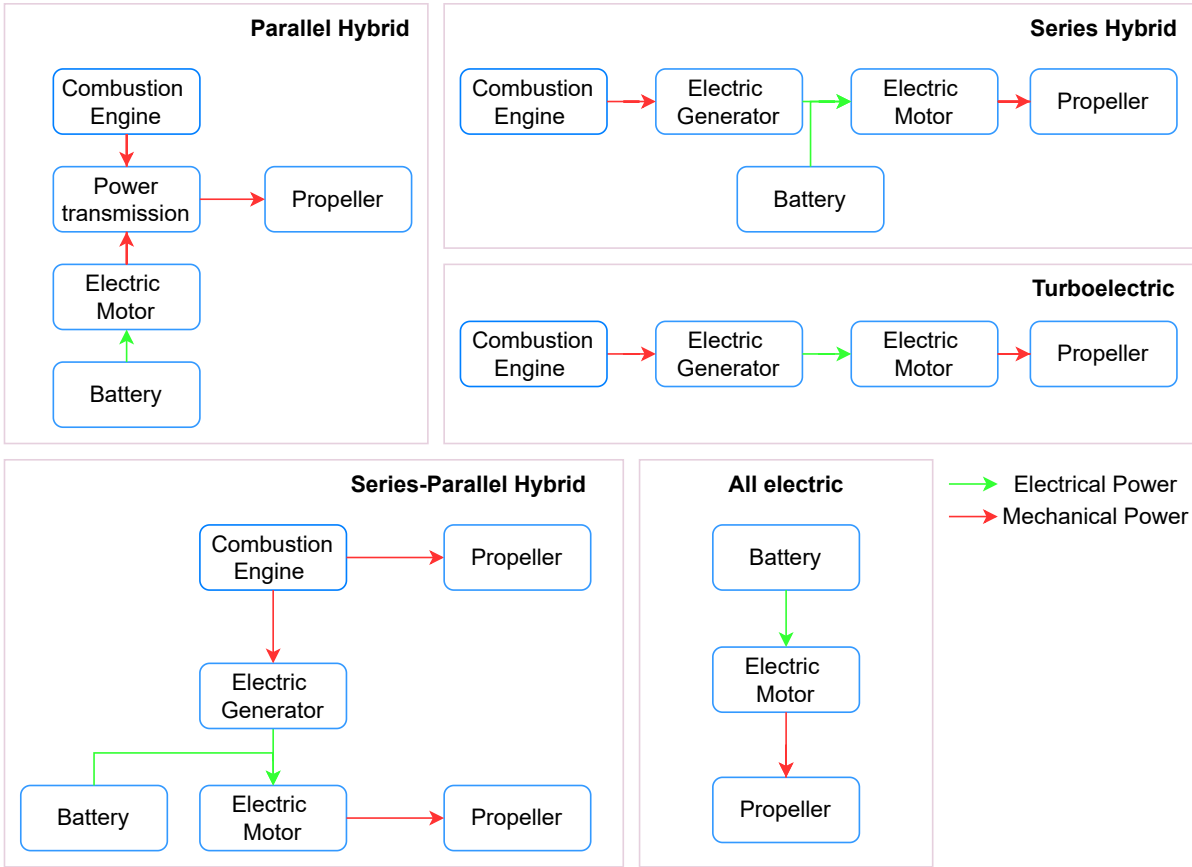 Parallel Hybrid
Combustion
Engine
Power
transmission
Propeller
Electric
Motor
Battery
Series Hybrid
Combustion
Engine
Electric
Generator
Electric
Motor
Propeller
Battery
Turboelectric
Combustion
Engine
Electric
Generator
Electric
Motor
Propeller
Series-Parallel Hybrid
Combustion
Engine
Propeller
Electric
Generator
Battery
Electric
Motor
Propeller
All electric
Battery
Electric
Motor
Propeller
Electrical Power
Mechanical Power